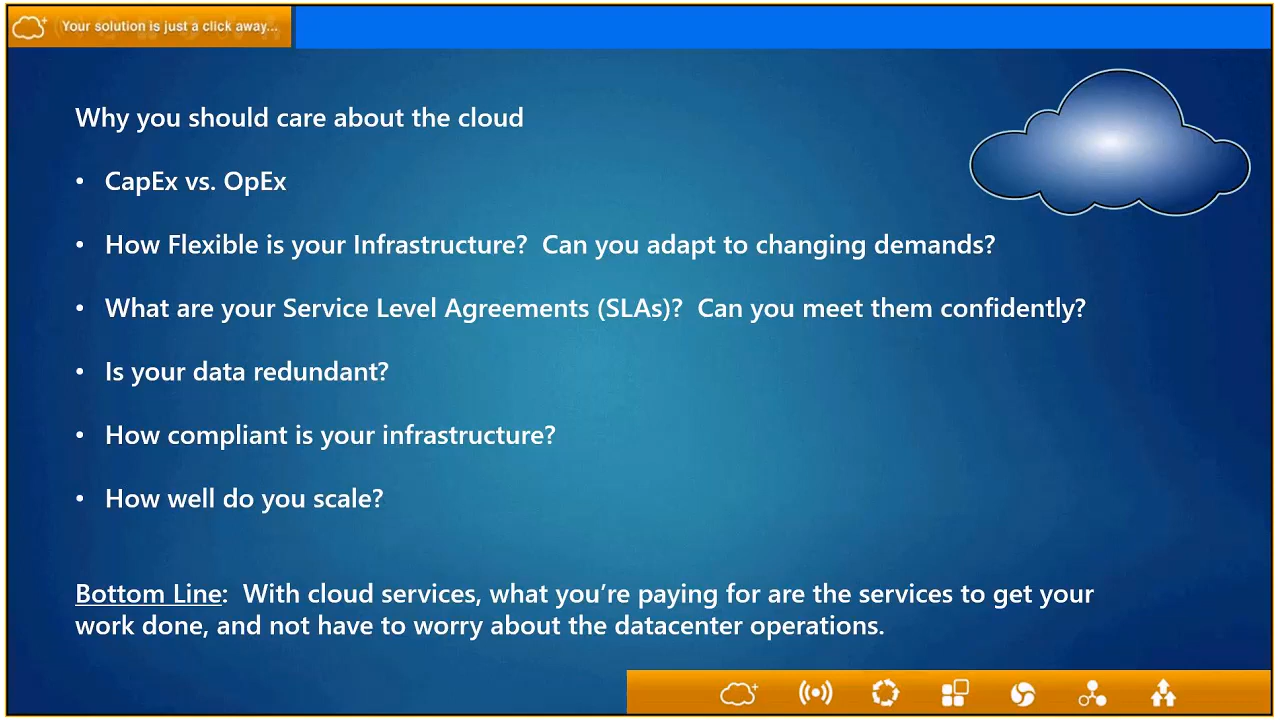 Your solution is just a click away...
Why you should care about the cloud
• CapEx vs. OpEx
• How Flexible is your Infrastructure?  Can you adapt to changing demands?
• What are your Service Level Agreements (SLAs)?  Can you meet them confidently?
• Is your data redundant?
• How compliant is your infrastructure?
• How well do you scale?
Bottom Line:  With cloud services, what you’re paying for are the services to get your
work done, and not have to worry about the datacenter operations.